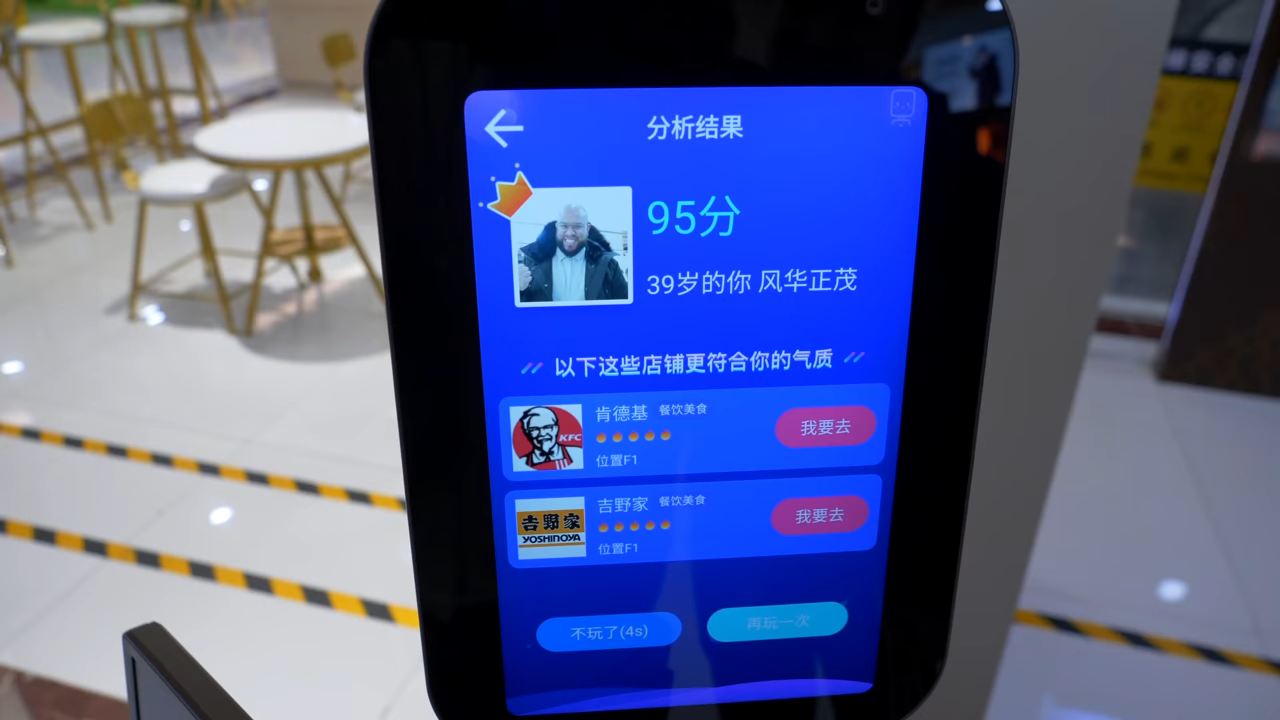 分析结果
95分
39岁的你 风华正茂
以下这些店铺更符合你的气质
肯德基 餐饮美食
KFC
我要去
位置F1
吉野家 餐饮美食
吉野家
YOSHINOYA
我要去
位置F1
不玩了(4s)
再玩一次